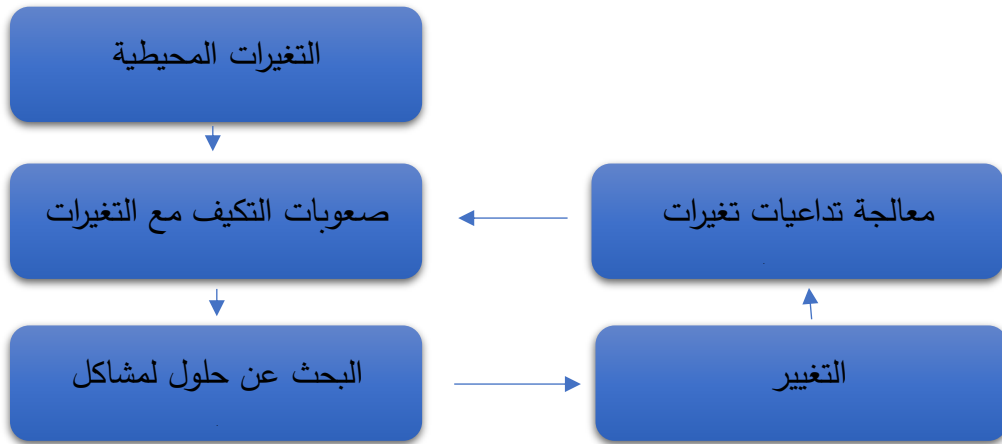 التغيرات المحيطية
صعوبات التكيف مع التغيرات
معالجة تداعيات تغيرات
البحث عن حلول لمشاكل
التغيير